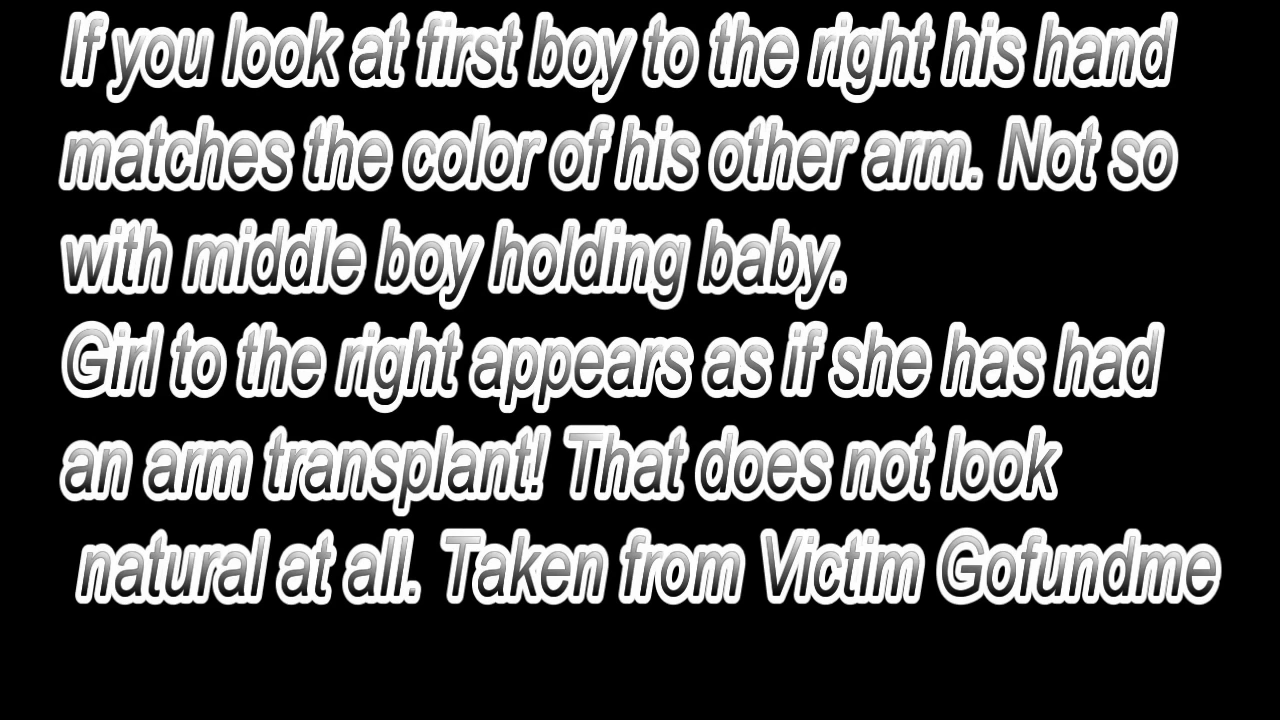 If you look at first boy to the right his hand
matches the color of his other arm. Not so
with middle boy holding baby.
Girl to the right appears as if she has had
an arm transplant! That does not look
natural at all. Taken from Victim Gofundme